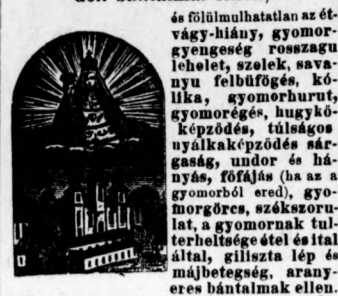 és fölülmulhatatlan az ét-
vágy-hiány, gyomor-
gyengeség rosszagu
lehelet, szelek, sava-
nyu felbüfögés, kó-
lika, gyomorhurut,
gyomorégés, hugykő-
képződés, túlságos
nyálkaképződés sár-
gaság, undor és há-
nyás, főfájás (ha az a
gyomorból ered), gyo-
morgörcs, székszoru-
lat, a gyomornak tul-
terheltsége étel és ital
által, giliszta lép és
májbetegség, arany-
eres bántalmak ellen.